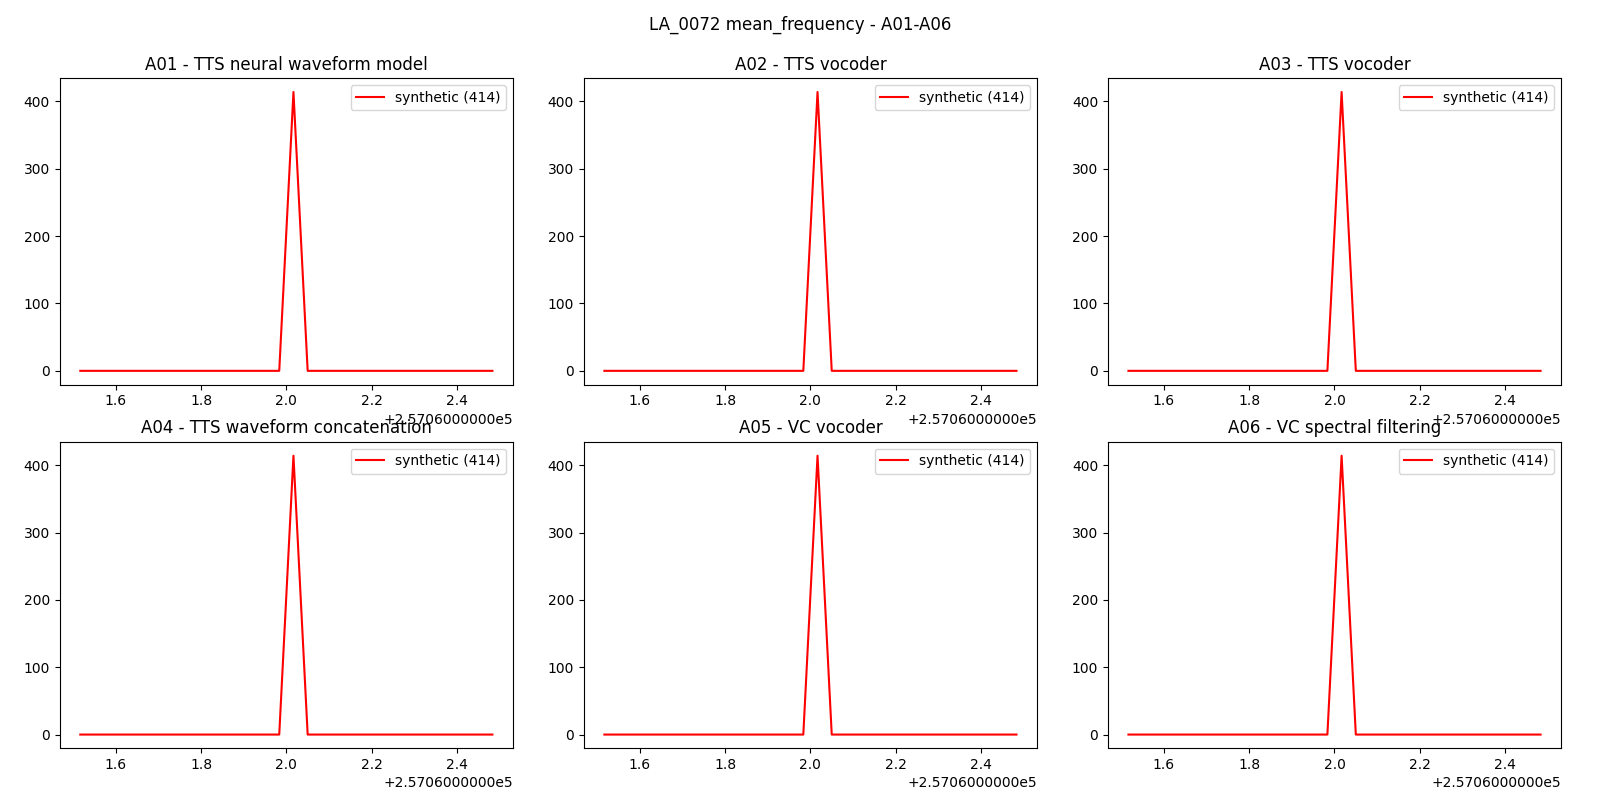 LA_0072 mean_frequency - A01-A06
A01 - TTS neural waveform model
synthetic (414)
400
300
200
100
0
1.6 1.8 2.0 2.2 2.4
+2.5706000000e5
A02 - TTS vocoder
synthetic (414)
400
300
200
100
0
1.6 1.8 2.0 2.2 2.4
+2.5706000000e5
A03 - TTS vocoder
synthetic (414)
400
300
200
100
0
1.6 1.8 2.0 2.2 2.4
+2.5706000000e5
A04 - TTS waveform concatenation
synthetic (414)
400
300
200
100
0
1.6 1.8 2.0 2.2 2.4
+2.5706000000e5
A05 - VC vocoder
synthetic (414)
400
300
200
100
0
1.6 1.8 2.0 2.2 2.4
+2.5706000000e5
A06 - VC spectral filtering
synthetic (414)
400
300
200
100
0
1.6 1.8 2.0 2.2 2.4
+2.5706000000e5